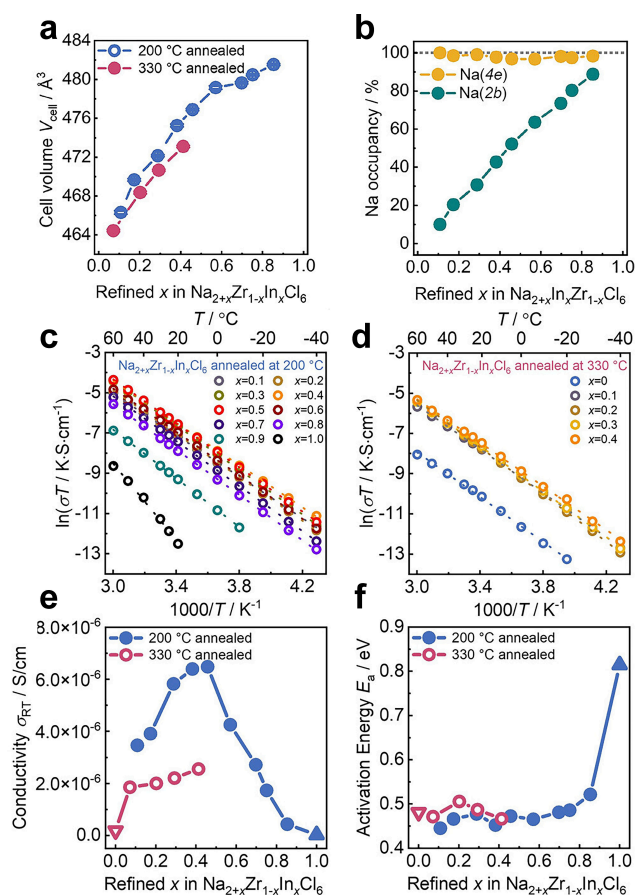 a
200 °C annealed
330 °C annealed
484
480
476
472
468
464
Cell volume Vcell / Å³
0.0 0.2 0.4 0.6 0.8 1.0
Refined x in Na2+xZr1-xInxCl6
b
100
80
60
40
20
0
Na occupancy / %
Na(4e)
Na(2b)
0.0 0.2 0.4 0.6 0.8 1.0
Refined x in Na2+xInxZr1-xCl6
c
T / °C
60 40 20 0 -20 -40
Na2+xZr1-xInxCl6 annealed at 200 °C
x=0.1 x=0.2
x=0.3 x=0.4
x=0.5 x=0.6
x=0.7 x=0.8
x=0.9 x=1.0
-3
-5
-7
-9
-11
-13
ln(σT / K·S·cm⁻¹)
3.0 3.4 3.8 4.2
1000/T / K⁻¹
d
T / °C
60 40 20 0 -20 -40
Na2+xZr1-xInxCl6 annealed at 330 °C
x=0
x=0.1
x=0.2
x=0.3
x=0.4
-3
-5
-7
-9
-11
-13
ln(σT / K·S·cm⁻¹)
3.0 3.4 3.8 4.2
1000/T / K⁻¹
e
200 °C annealed
330 °C annealed
8.0×10⁻⁶
6.0×10⁻⁶
4.0×10⁻⁶
2.0×10⁻⁶
0.0
Conductivity σRT / S/cm
0.0 0.2 0.4 0.6 0.8 1.0
Refined x in Na2+xZr1-xInxCl6
f
200 °C annealed
330 °C annealed
0.9
0.8
0.7
0.6
0.5
0.4
Activation Energy Ea / eV
0.0 0.2 0.4 0.6 0.8 1.0
Refined x in Na2+xZr1-xInxCl6